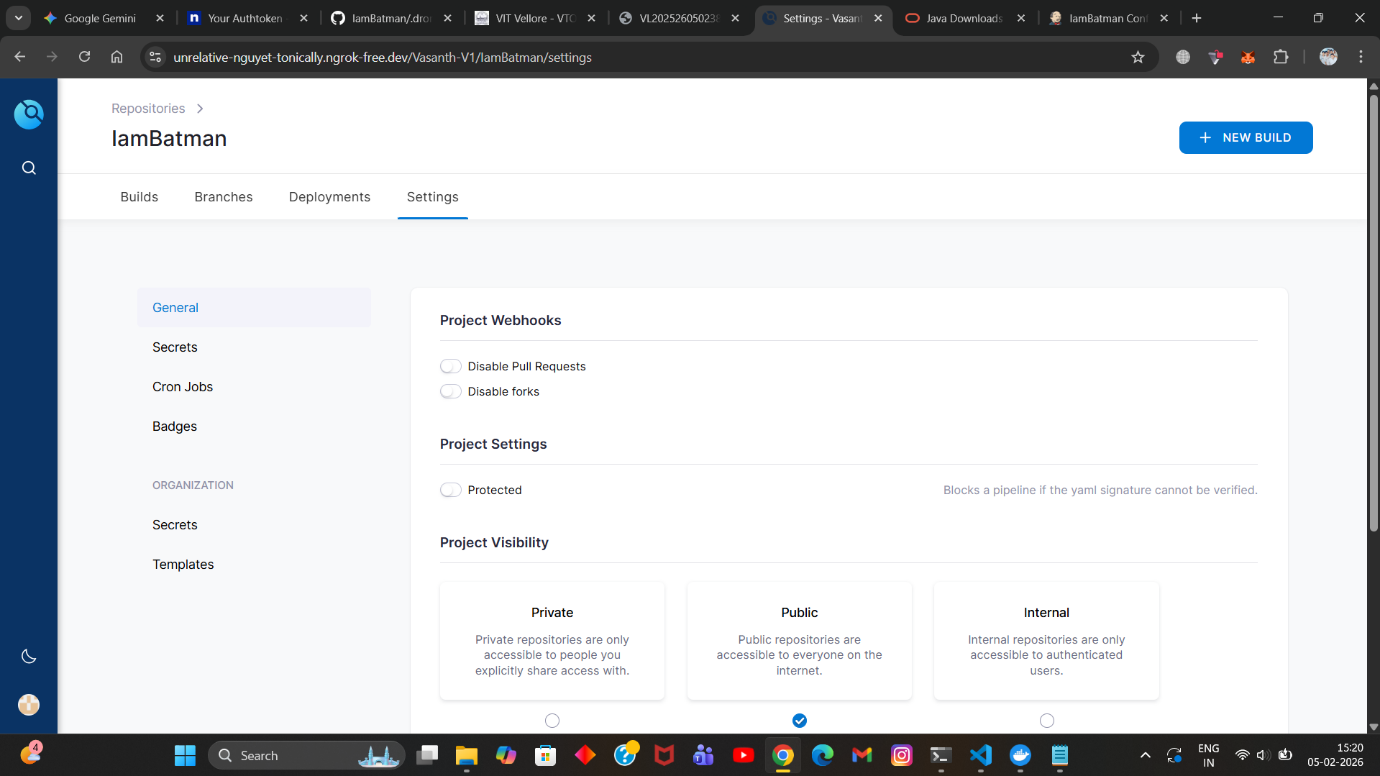 Google Gemini
Your Authtoken
IamBatman/.dro
VIT Vellore - VTO
VL202526050238
Settings - Vasant
Java Downloads
IamBatman Con
unrelative-nguyet-tonically.ngrok-free.dev/Vasanth-V1/IamBatman/settings
Repositories
IamBatman
NEW BUILD
Builds
Branches
Deployments
Settings
General
Secrets
Cron Jobs
Badges
ORGANIZATION
Secrets
Templates
Project Webhooks
Disable Pull Requests
Disable forks
Project Settings
Protected
Blocks a pipeline if the yaml signature cannot be verified.
Project Visibility
Private
Private repositories are only
accessible to people you
explicitly share access with.
Public
Public repositories are
accessible to everyone on the
internet.
Internal
Internal repositories are only
accessible to authenticated
users.
4
Search
ENG
IN
15:20
05-02-2026